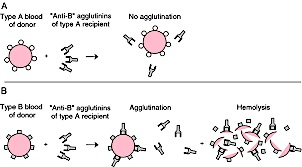 A
Type A blood
of donor
"Anti-B" agglutinins
of type A recipient
No agglutination
+
B
Type B blood
of donor
"Anti-B" agglutinins
of type A recipient
Agglutination
Hemolysis
+
+